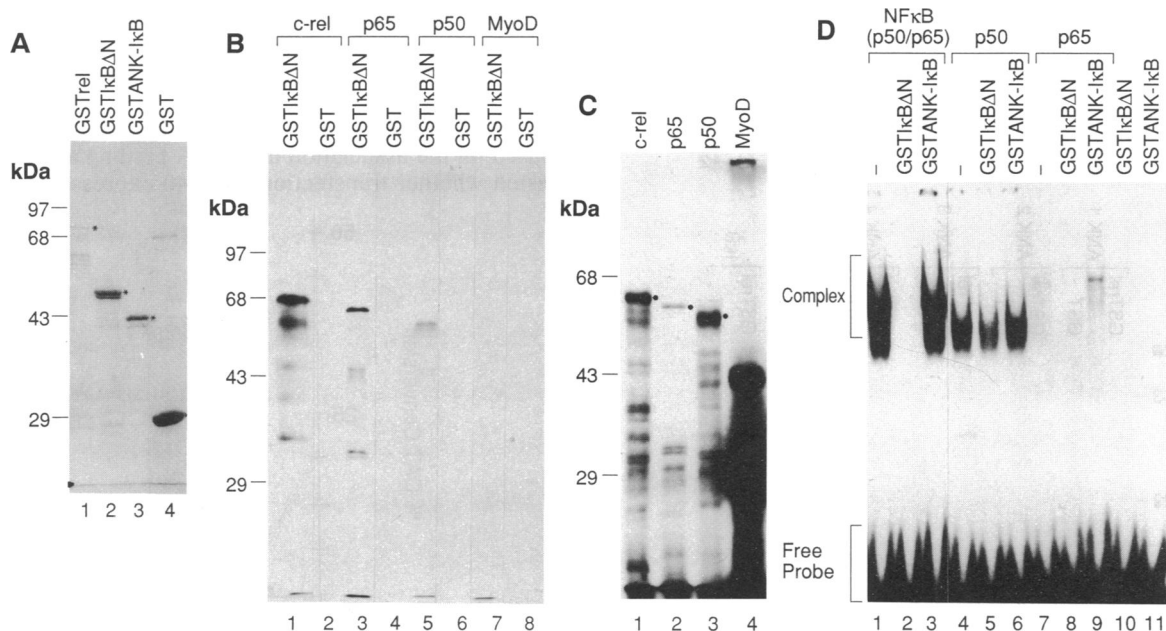 A
GSTrel
GSTIκBΔN
GSTANK-IκB
GST
kDa
97
68
43
29
1 2 3 4
B
c-rel p65 p50 MyoD
GSTIκBΔN
GST
GSTIκBΔN
GST
GSTIκBΔN
GST
GSTIκBΔN
GST
kDa
97
68
43
29
1 2 3 4 5 6 7 8
C
c-rel
p65
p50
MyoD
kDa
68
43
29
1 2 3 4
D
NFκB
(p50/p65) p50 p65
–
GSTIκBΔN
GSTANK-IκB
–
GSTIκBΔN
GSTANK-IκB
–
GSTIκBΔN
GSTANK-IκB
GSTIκBΔN
GSTANK-IκB
Complex
Free
Probe
1 2 3 4 5 6 7 8 9 10 11